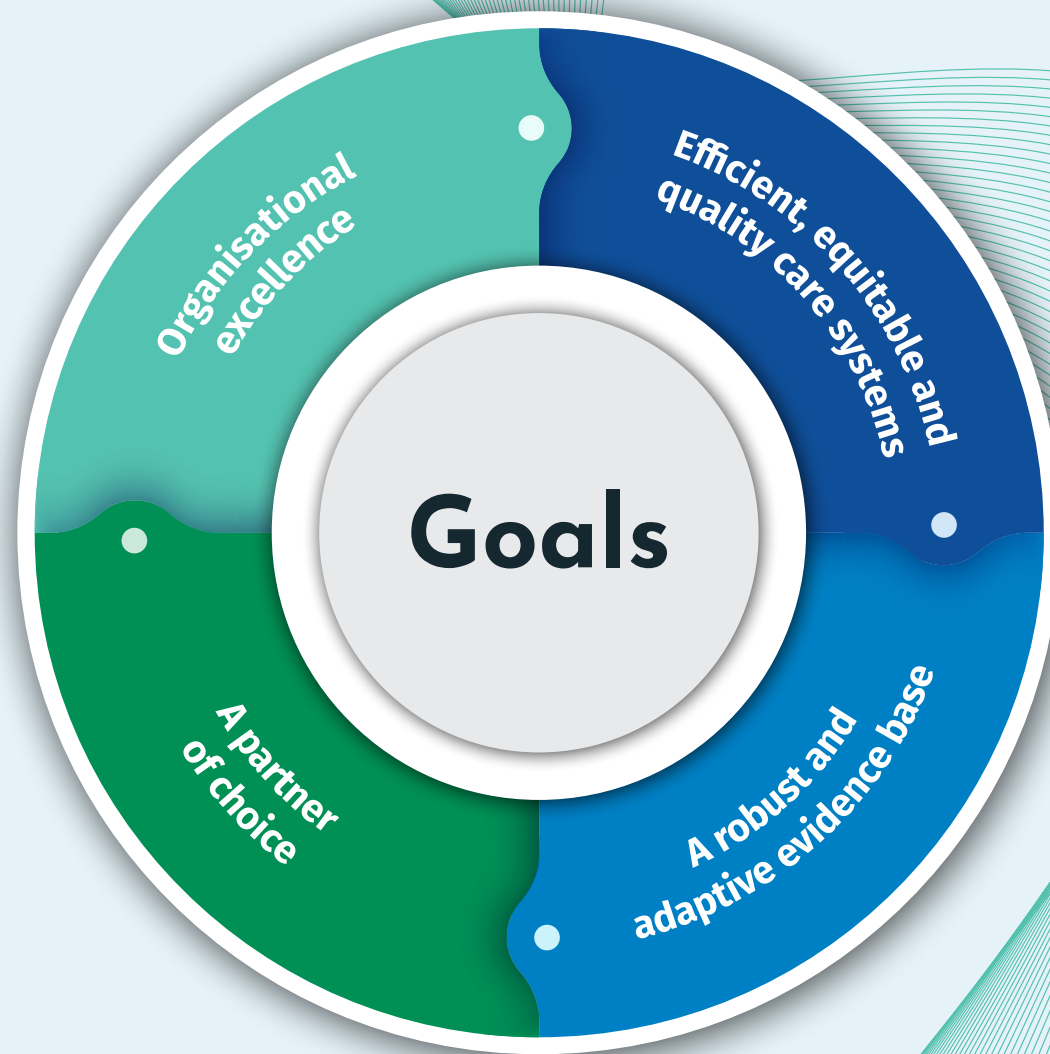 Organisational
excellence
Efficient, equitable and
quality care systems
Goals
A partner
of choice
A robust and
adaptive evidence base